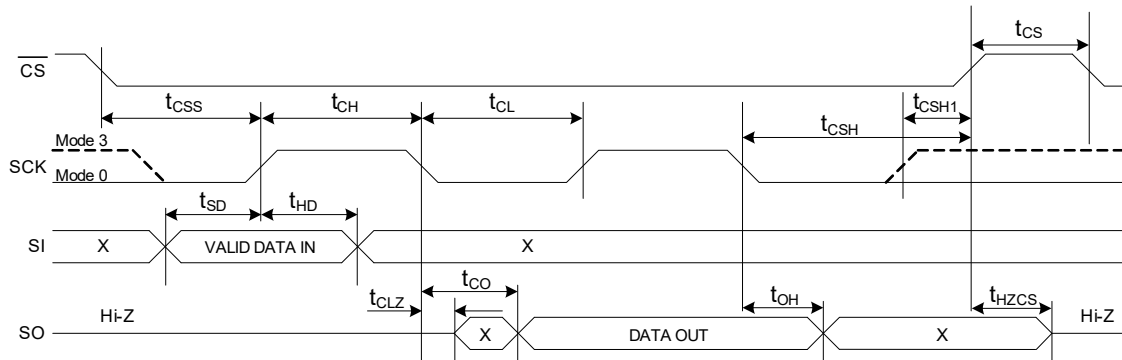 tCS
CS
tCSS tCH tCL tCSH1
tCSH
Mode 3
SCK
Mode 0
tSD tHD
SI X VALID DATA IN X
tCO
tCLZ tOH tHZCS
Hi-Z Hi-Z
SO X DATA OUT X